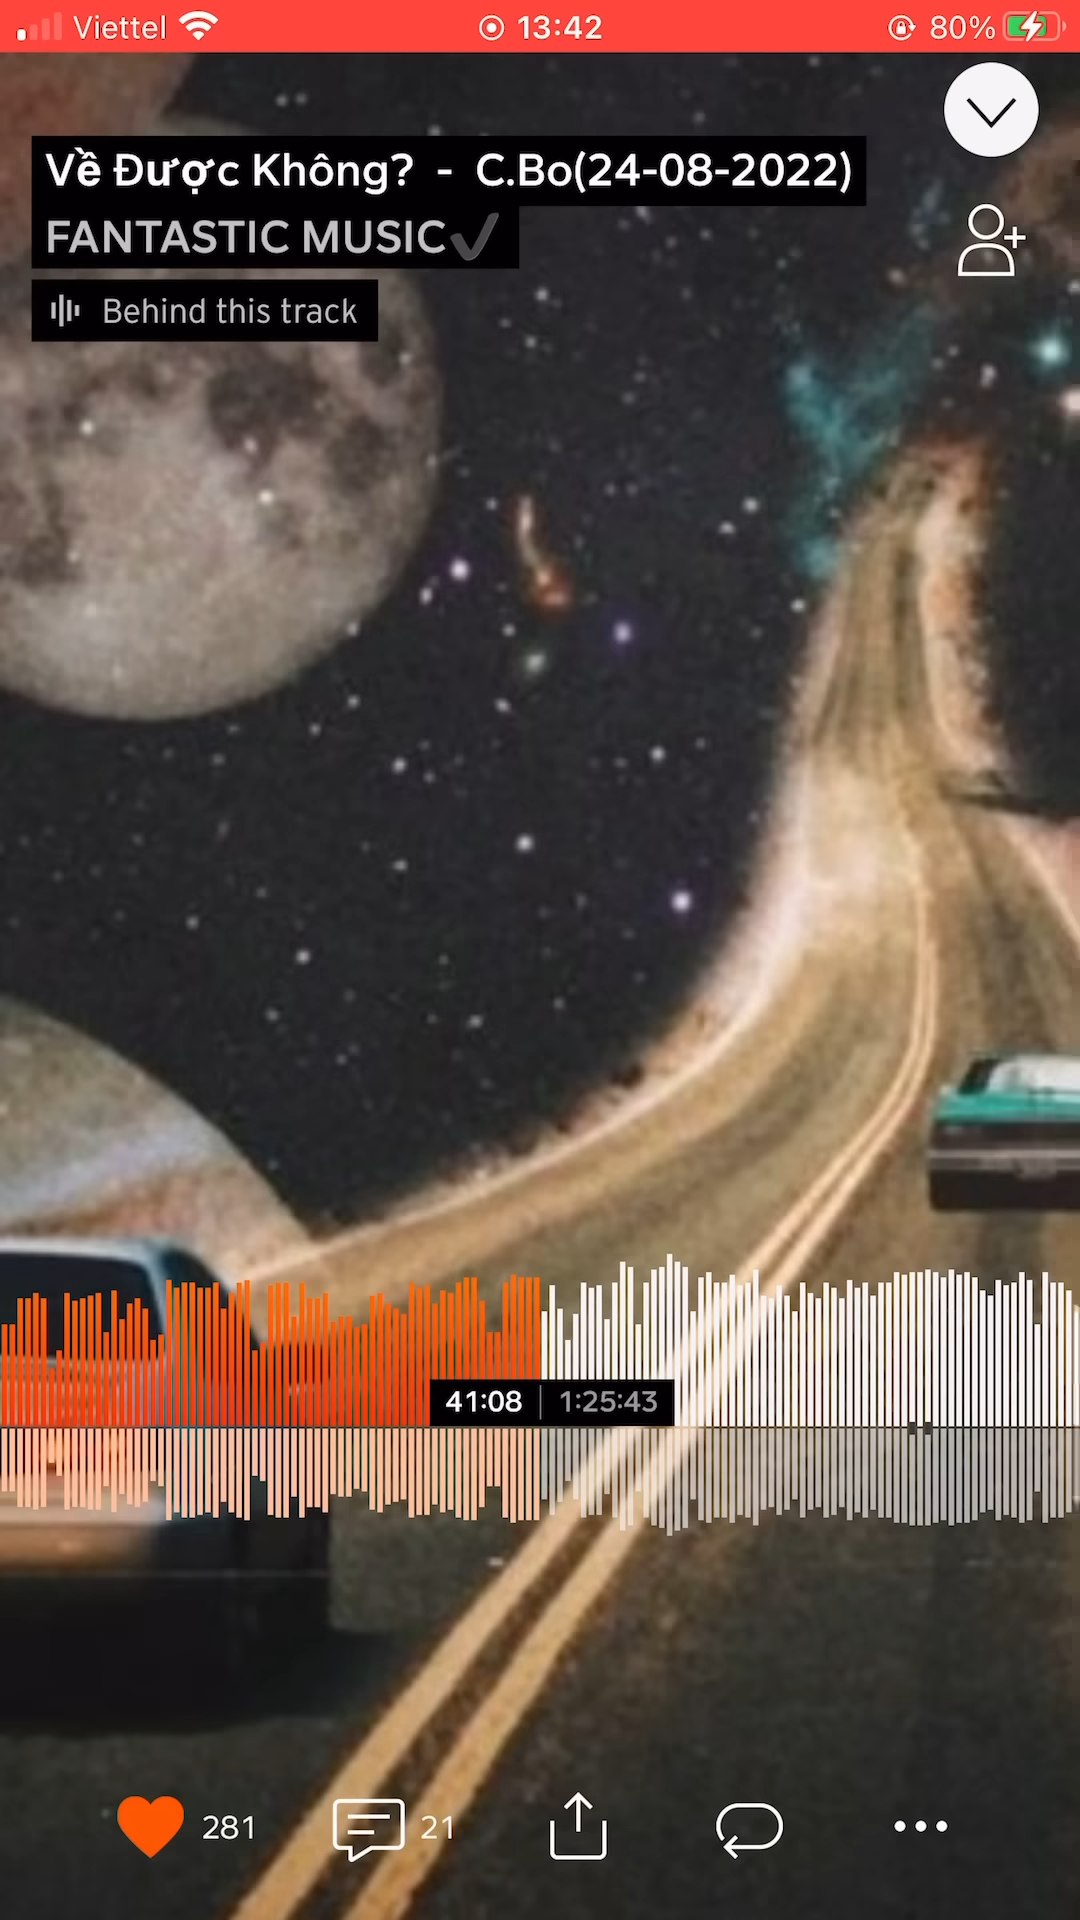 Viettel 13:42 80%
Về Được Không? - C.Bo(24-08-2022)
FANTASTIC MUSIC✔
Behind this track
41:08 | 1:25:43
281 21